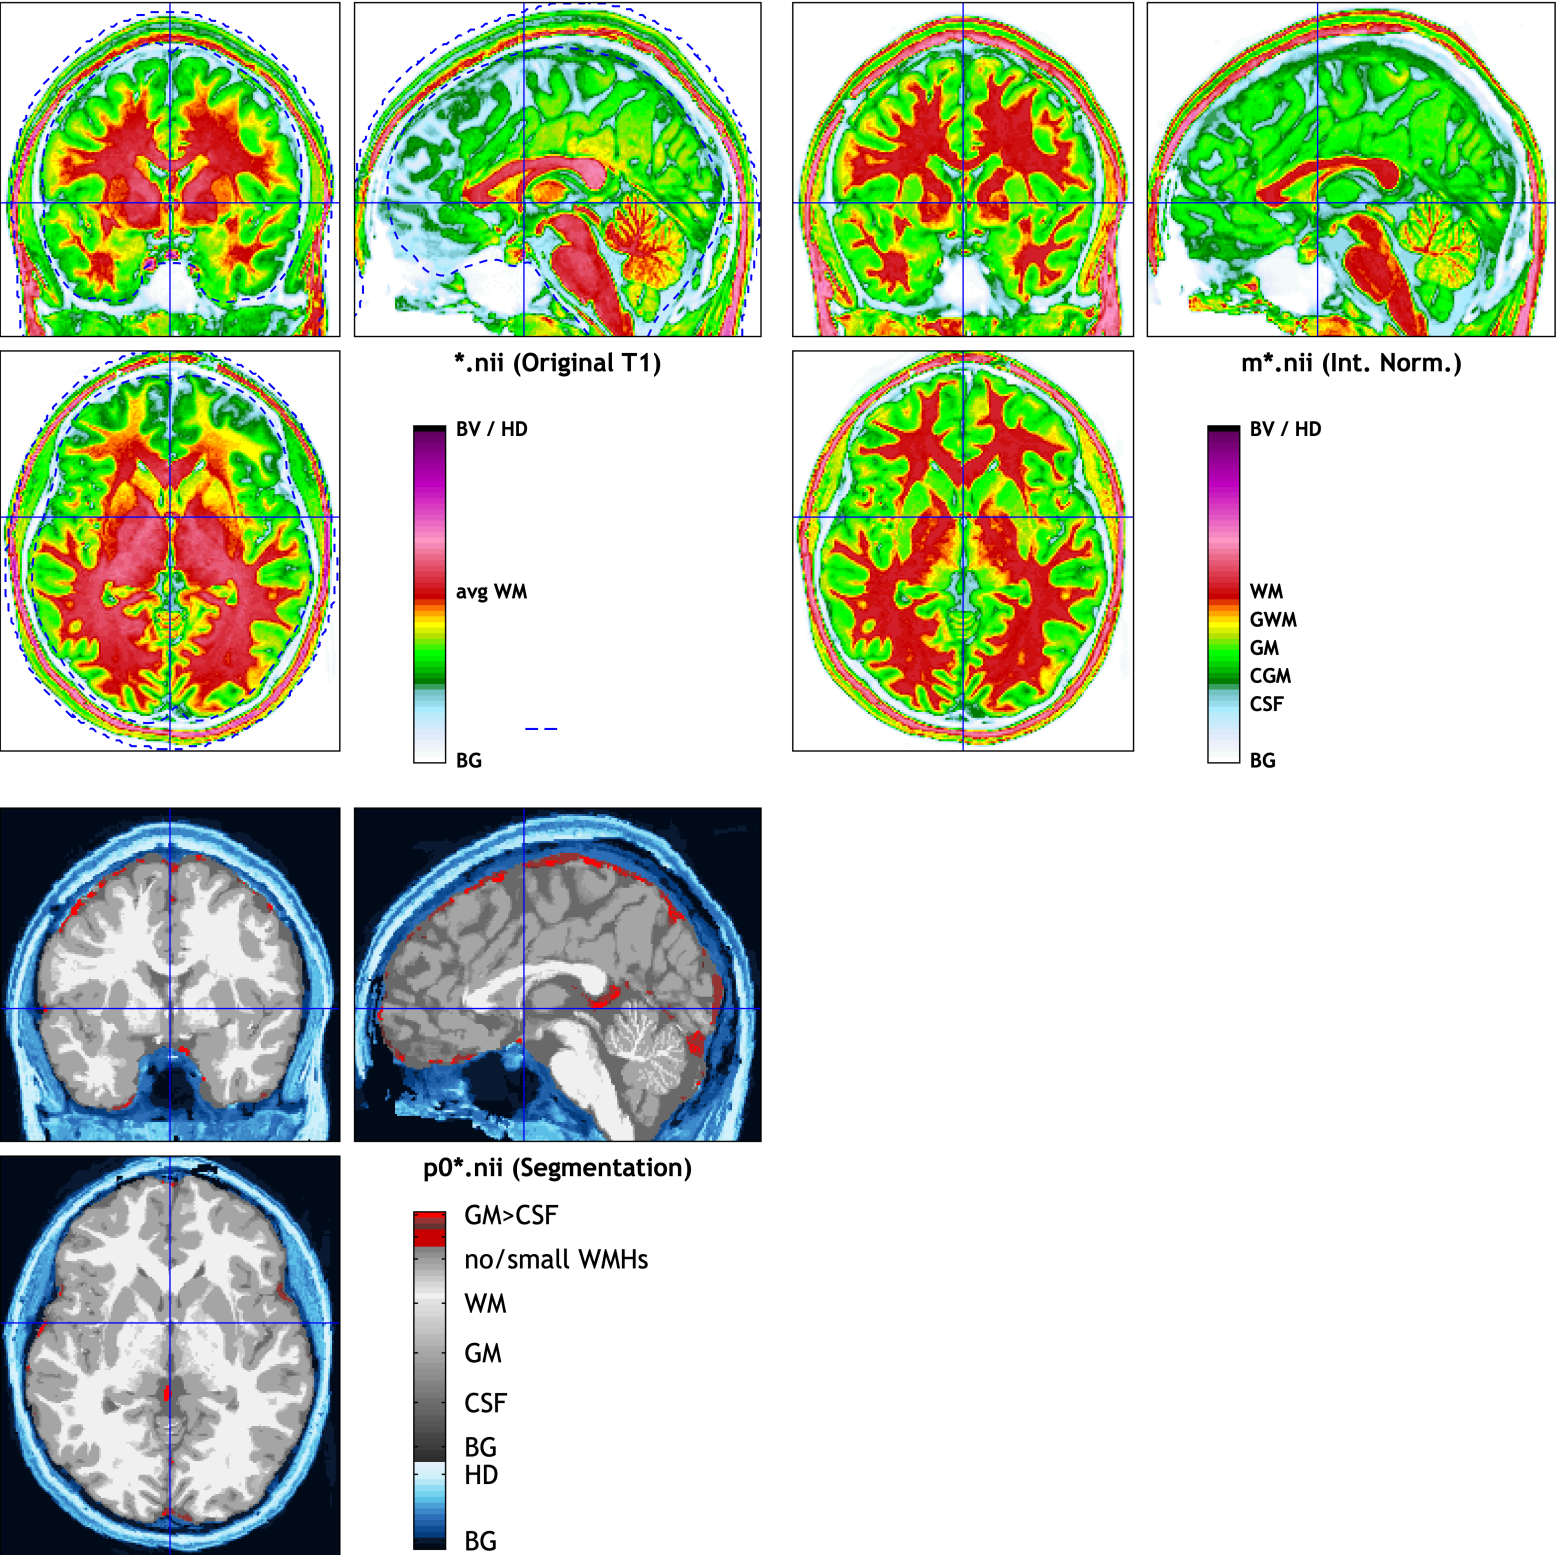 *.nii (Original T1)
BV / HD
avg WM
BG
m*.nii (Int. Norm.)
BV / HD
WM
GWM
GM
CGM
CSF
BG
p0*.nii (Segmentation)
GM>CSF
no/small WMHs
WM
GM
CSF
BG
HD
BG